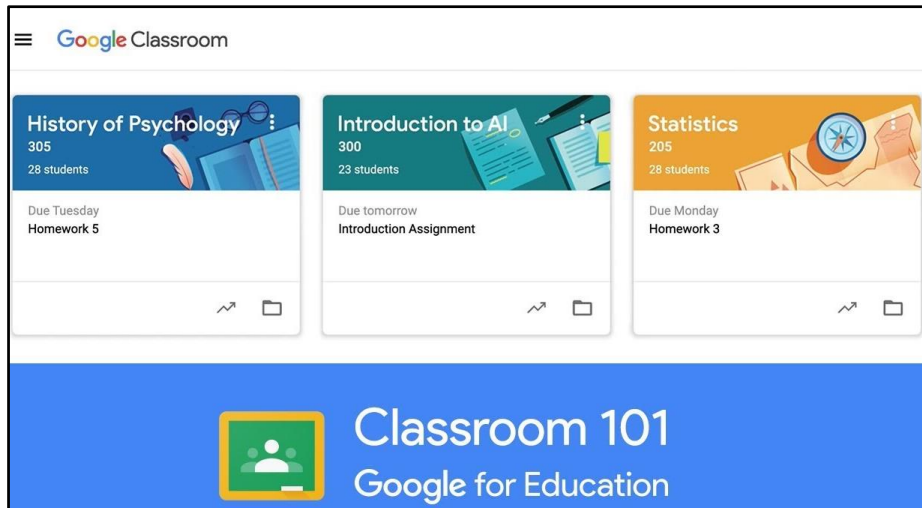 Google Classroom
History of Psychology
305
28 students
Due Tuesday
Homework 5
Introduction to AI
300
23 students
Due tomorrow
Introduction Assignment
Statistics
205
28 students
Due Monday
Homework 3
Classroom 101
Google for Education